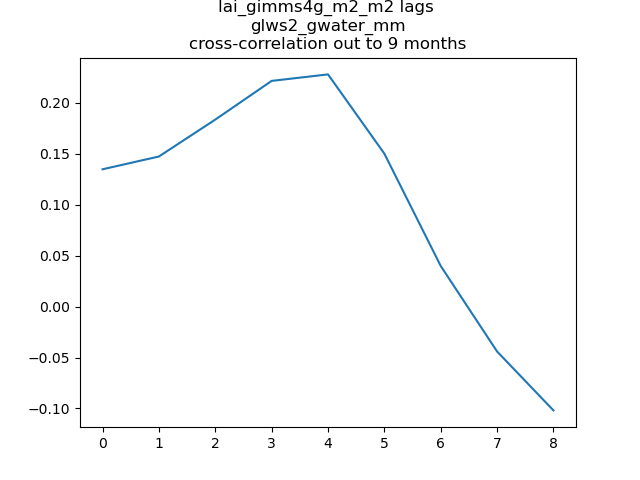 lai_gimms4g_m2_m2 lags
glws2_gwater_mm
cross-correlation out to 9 months
0.20
0.15
0.10
0.05
0.00
−0.05
−0.10
0 1 2 3 4 5 6 7 8